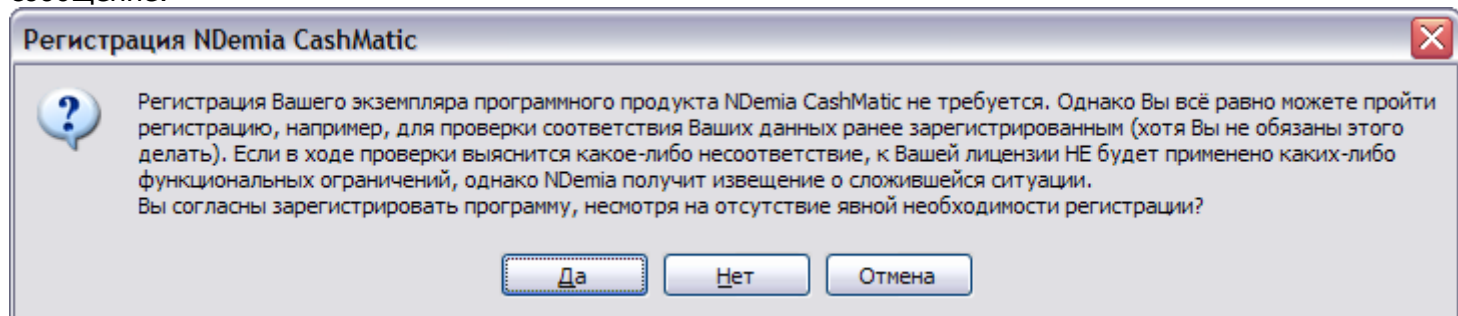 сообщение:
Регистрация NDemia CashMatic
Регистрация Вашего экземпляра программного продукта NDemia CashMatic не требуется. Однако Вы всё равно можете пройти
регистрацию, например, для проверки соответствия Ваших данных ранее зарегистрированным (хотя Вы не обязаны этого
делать). Если в ходе проверки выяснится какое-либо несоответствие, к Вашей лицензии НЕ будет применено каких-либо
функциональных ограничений, однако NDemia получит извещение о сложившейся ситуации.
Вы согласны зарегистрировать программу, несмотря на отсутствие явной необходимости регистрации?
Да Нет Отмена